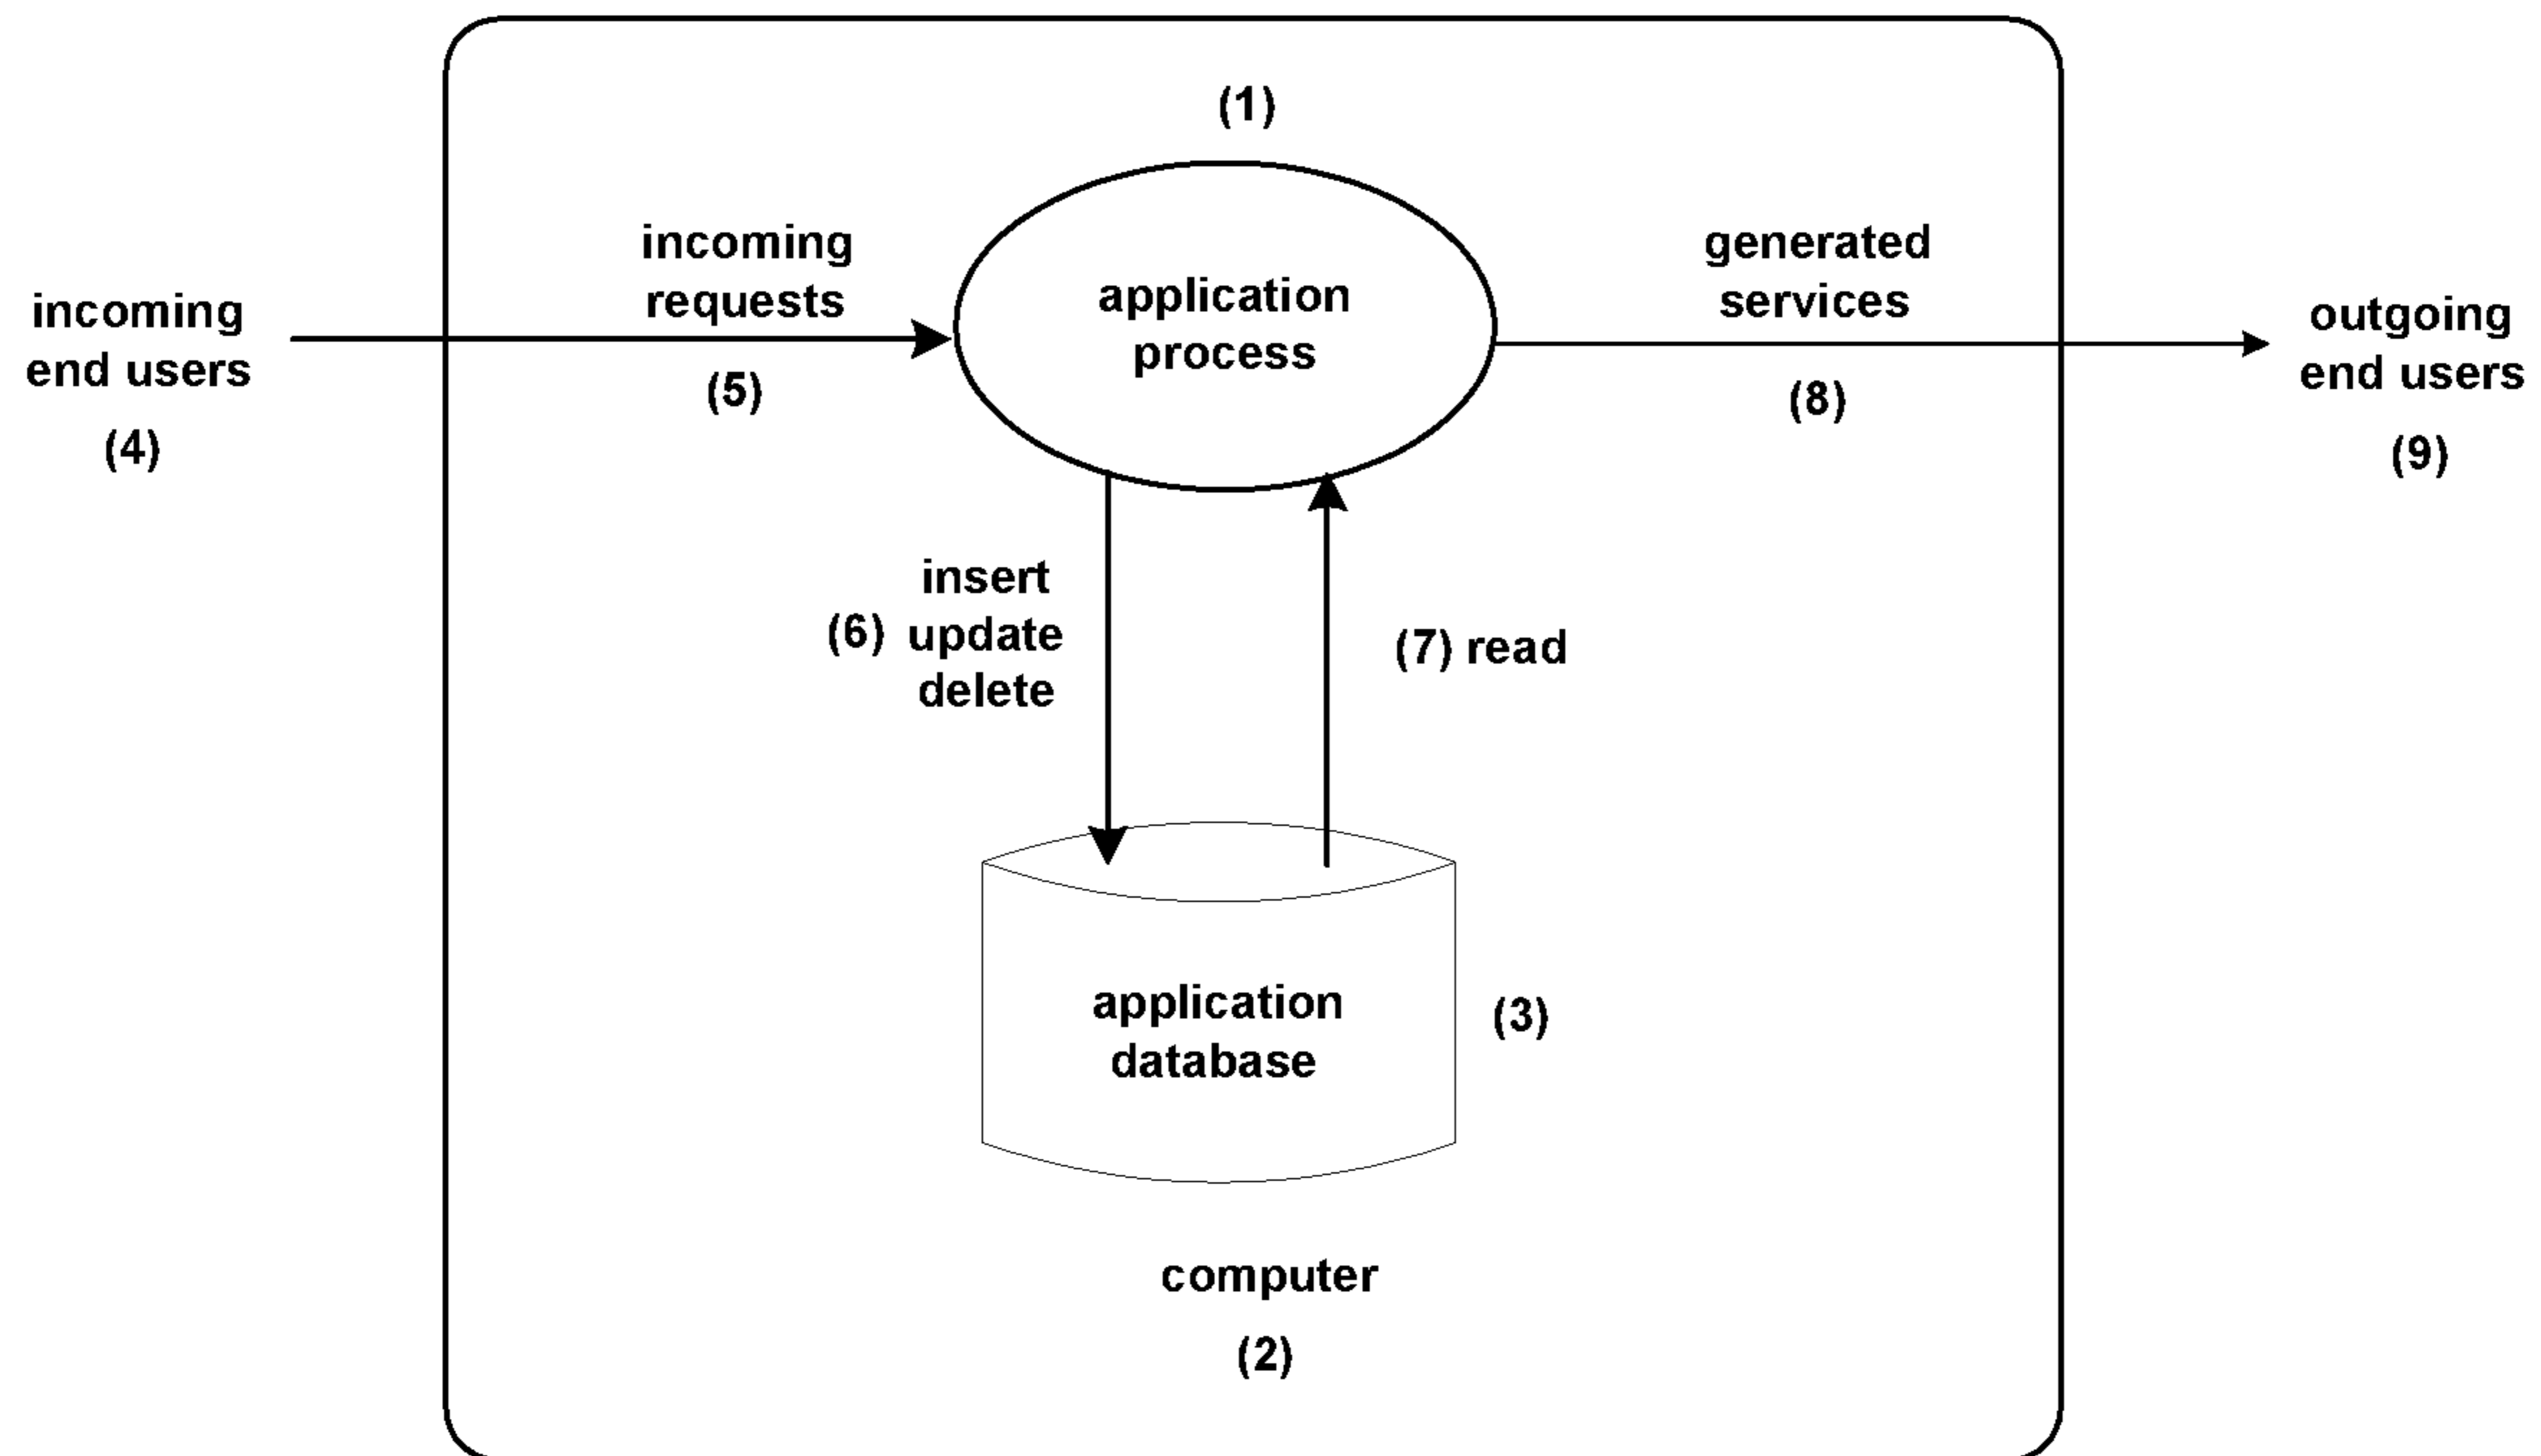 (1)
incoming
requests
(5)
application
process
generated
services
(8)
incoming
end users
(4)
outgoing
end users
(9)
insert
(6) update
delete
(7) read
application
database
(3)
computer
(2)